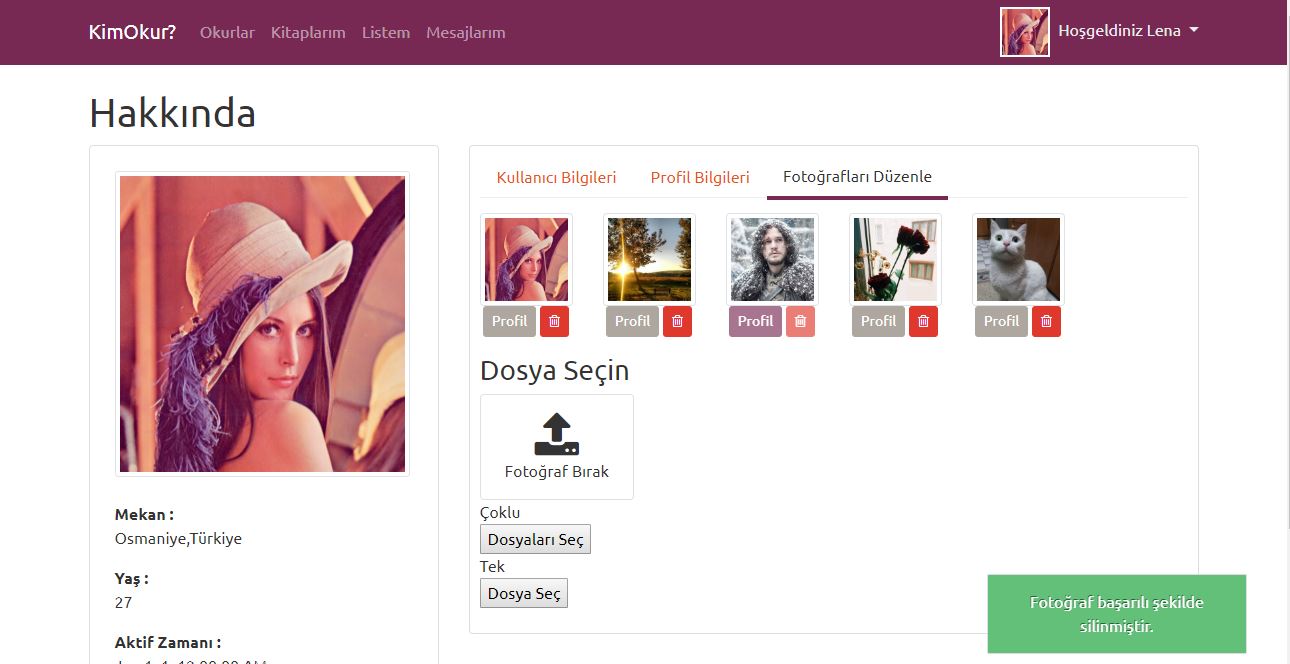 KimOkur? Okurlar Kitaplarım Listem Mesajlarım Hoşgeldiniz Lena
Hakkında
Kullanıcı Bilgileri Profil Bilgileri Fotoğrafları Düzenle
Profil Profil Profil Profil Profil
Dosya Seçin
Fotoğraf Bırak
Çoklu
Dosyaları Seç
Tek
Dosya Seç
Mekan :
Osmaniye,Türkiye
Yaş :
27
Aktif Zamanı :
Fotoğraf başarılı şekilde
silinmiştir.